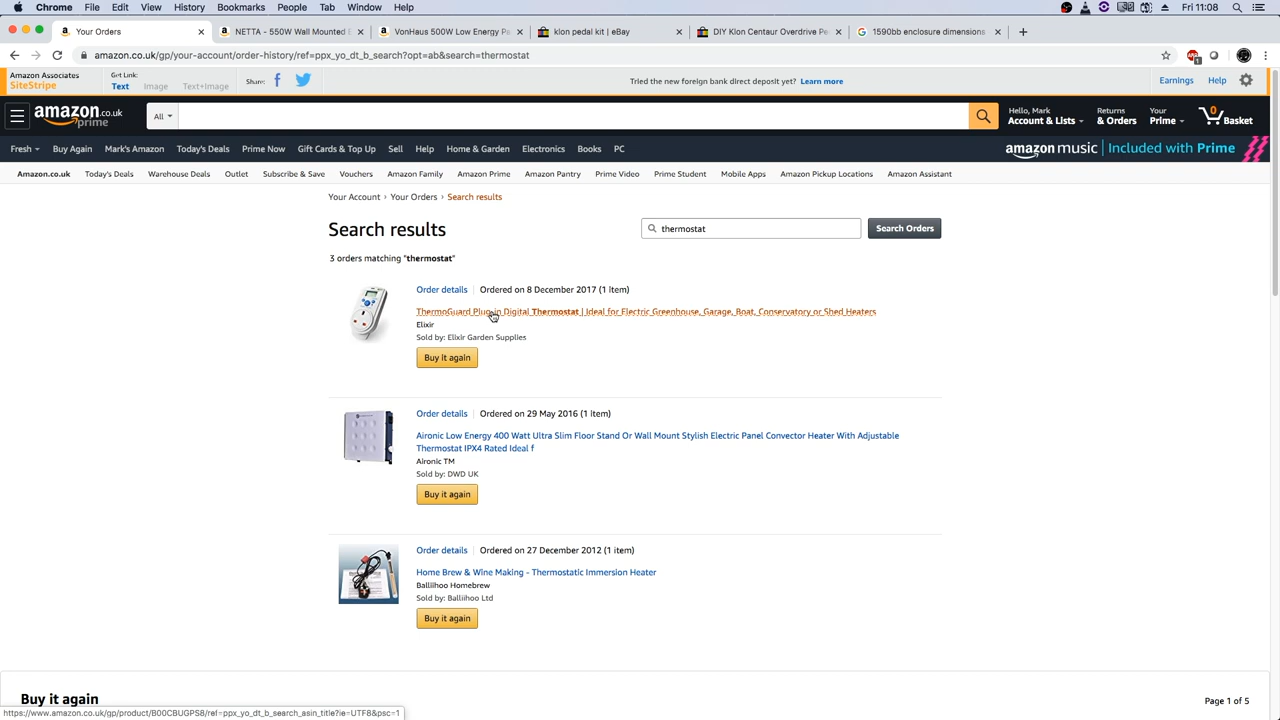 Chrome File Edit View History Bookmarks People Tab Window Help
Fri 11:08
Your Orders
NETTA - 550W Wall Mounted E
VonHaus 500W Low Energy Pa
klon pedal kit | eBay
DIY Klon Centaur Overdrive Pe
1590bb enclosure dimensions
amazon.co.uk/gp/your-account/order-history/ref=ppx_yo_dt_b_search?opt=ab&search=thermostat
Amazon Associates
SiteStripe
Get Link:
Text Image Text+Image
Share:
Tried the new foreign bank direct deposit yet? Learn more
Earnings Help
amazon.co.uk
prime
All
Hello, Mark
Account & Lists
Returns
& Orders
Your
Prime
0
Basket
Fresh Buy Again Mark's Amazon Today's Deals Prime Now Gift Cards & Top Up Sell Help Home & Garden Electronics Books PC
amazon music | Included with Prime
Amazon.co.uk Today's Deals Warehouse Deals Outlet Subscribe & Save Vouchers Amazon Family Amazon Prime Amazon Pantry Prime Video Prime Student Mobile Apps Amazon Pickup Locations Amazon Assistant
Your Account › Your Orders › Search results
Search results
thermostat
Search Orders
3 orders matching "thermostat"
Order details | Ordered on 8 December 2017 (1 item)
ThermoGuard Plug-in Digital Thermostat | Ideal for Electric Greenhouse, Garage, Boat, Conservatory or Shed Heaters
Elixir
Sold by: Elixir Garden Supplies
Buy it again
Order details | Ordered on 29 May 2016 (1 item)
Aironic Low Energy 400 Watt Ultra Slim Floor Stand Or Wall Mount Stylish Electric Panel Convector Heater With Adjustable
Thermostat IPX4 Rated Ideal f
Aironic TM
Sold by: DWD UK
Buy it again
Order details | Ordered on 27 December 2012 (1 item)
Home Brew & Wine Making - Thermostatic Immersion Heater
Balliihoo Homebrew
Sold by: Balliihoo Ltd
Buy it again
Buy it again
Page 1 of 5
https://www.amazon.co.uk/gp/product/B00CBUGPS8/ref=ppx_yo_dt_b_search_asin_title?ie=UTF8&psc=1